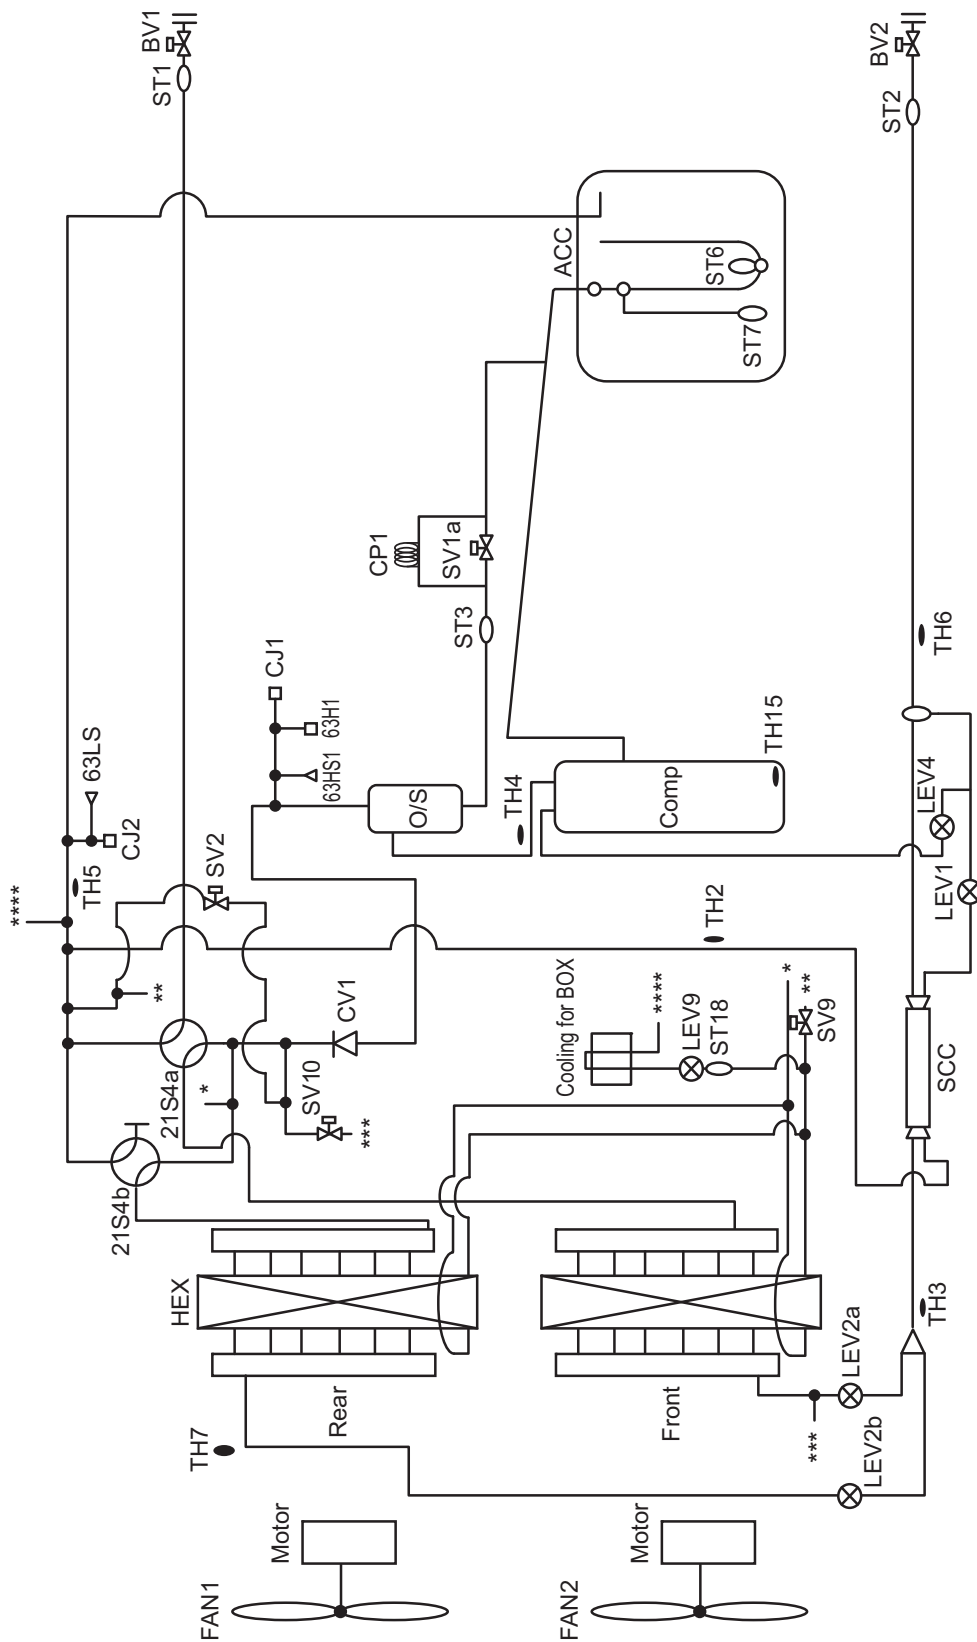 BV1
ST1
BV2
ST2
ACC
ST6
ST7
CP1
SV1a
ST3
CJ1
63H1
63HS1
O/S
TH4
Comp
TH15
TH6
LEV4
LEV1
63LS
CJ2
TH5
****
SV2
**
TH2
CV1
21S4a
*
SV10
***
Cooling for BOX
****
LEV9
ST18
*
**
SV9
SCC
21S4b
HEX
Rear
Front
TH3
LEV2a
***
LEV2b
TH7
Motor
FAN1
Motor
FAN2